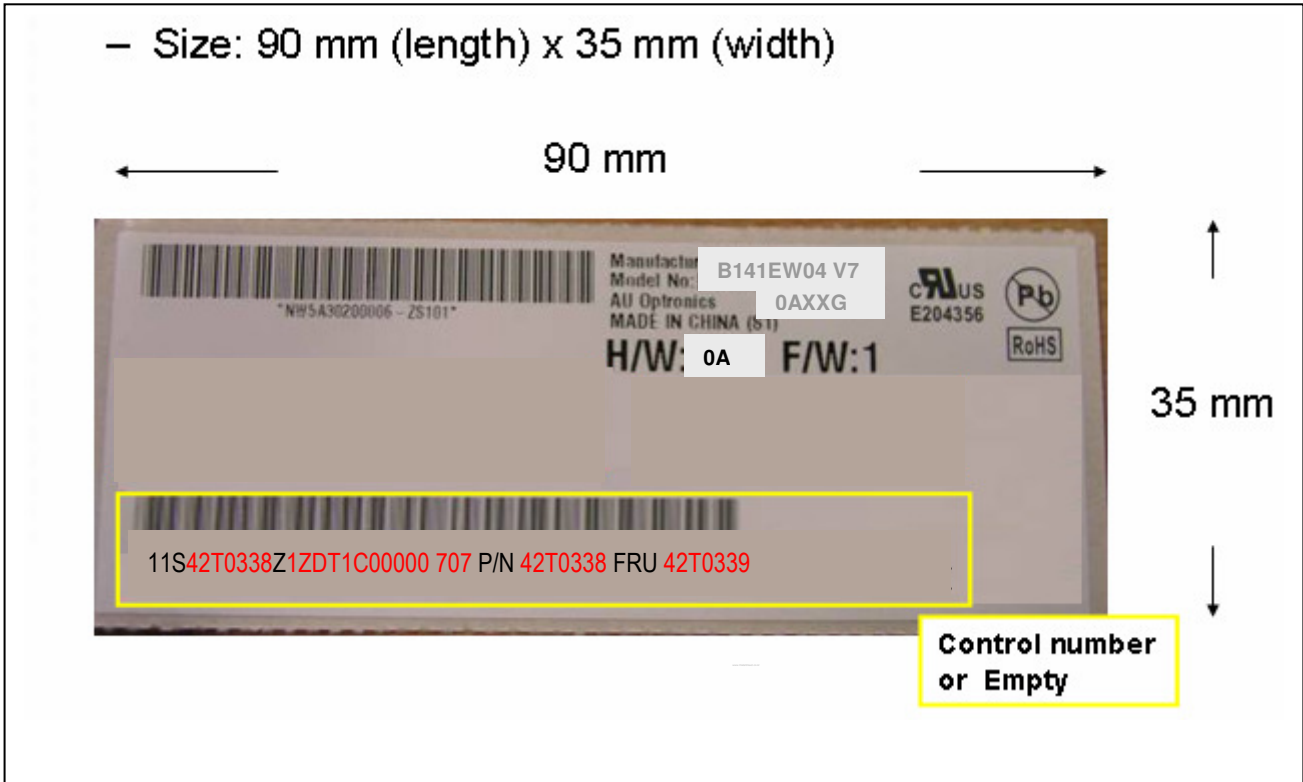 – Size: 90 mm (length) x 35 mm (width)
90 mm
Manufactur
B141EW04 V7
Model No:
AU Optronics
0AXXG
MADE IN CHINA (S1)
*NW5A30200006-ZS101*
H/W: 0A F/W:1
c RU US
E204356
Pb
RoHS
35 mm
11S42T0338Z1ZDT1C00000 707 P/N 42T0338 FRU 42T0339
Control number
or Empty